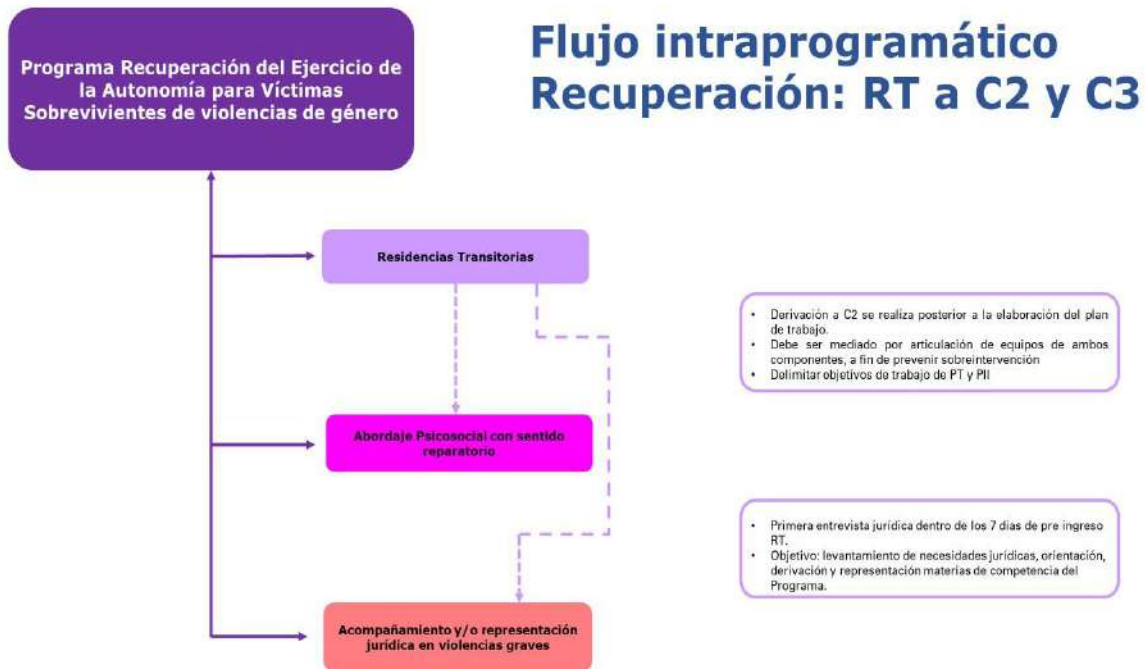 Programa Recuperación del Ejercicio de
la Autonomía para Víctimas
Sobrevivientes de violencias de género
Flujo intraprogramático
Recuperación: RT a C2 y C3
Residencias Transitorias
• Derivación a C2 se realiza posterior a la elaboración del plan
de trabajo.
• Debe ser mediado por articulación de equipos de ambos
componentes, a fin de prevenir sobreintervención
• Delimitar objetivos de trabajo de PT y PII
Abordaje Psicosocial con sentido
reparatorio
• Primera entrevista jurídica dentro de los 7 dias de pre ingreso
RT.
• Objetivo: levantamiento de necesidades jurídicas, orientación,
derivación y representación materias de competencia del
Programa.
Acompañamiento y/o representación
jurídica en violencias graves